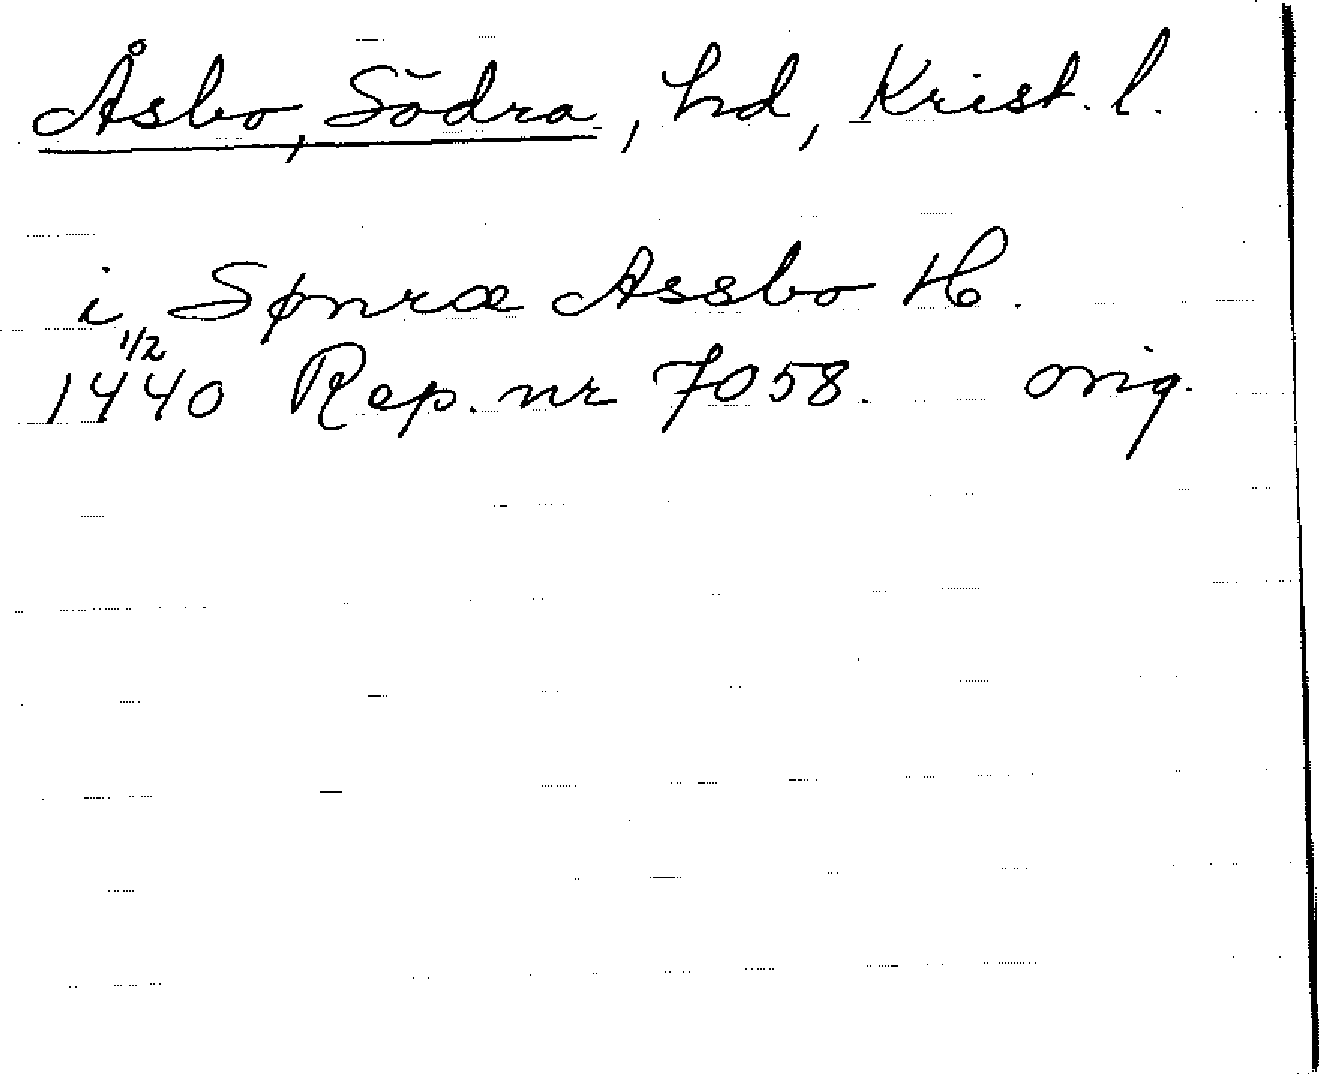 Åsbo, Södra, hd, Krist. l.
i Sønræ Assbo H.
1/2
1440 Rep. nr 7058. orig.